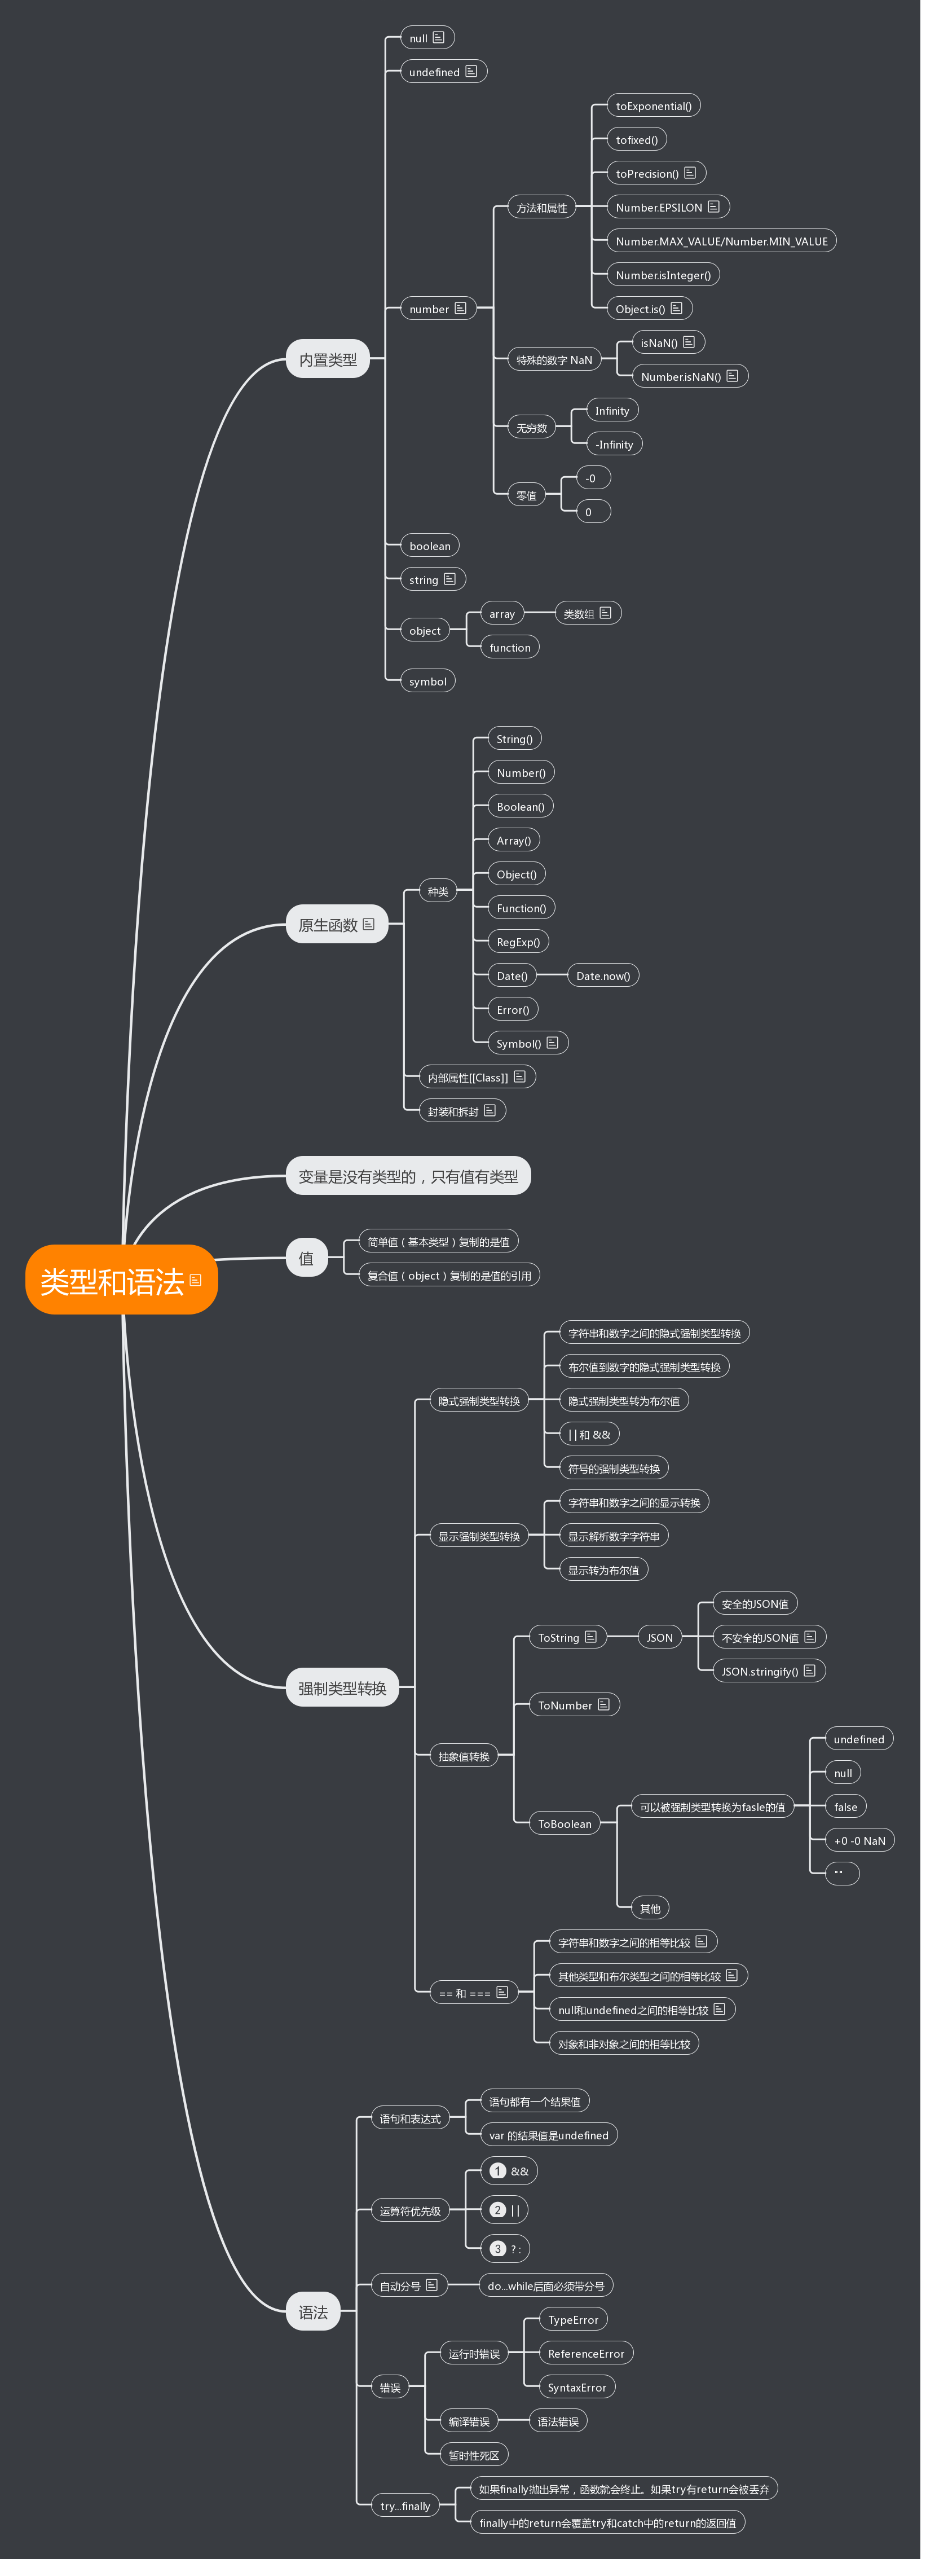 类型和语法
内置类型
null
undefined
number
方法和属性
toExponential()
tofixed()
toPrecision()
Number.EPSILON
Number.MAX_VALUE/Number.MIN_VALUE
Number.isInteger()
Object.is()
特殊的数字 NaN
isNaN()
Number.isNaN()
无穷数
Infinity
-Infinity
零值
-0
0
boolean
string
object
array
类数组
function
symbol
原生函数
种类
String()
Number()
Boolean()
Array()
Object()
Function()
RegExp()
Date()
Date.now()
Error()
Symbol()
内部属性[[Class]]
封装和拆封
变量是没有类型的，只有值有类型
值
简单值（基本类型）复制的是值
复合值（object）复制的是值的引用
强制类型转换
隐式强制类型转换
字符串和数字之间的隐式强制类型转换
布尔值到数字的隐式强制类型转换
隐式强制类型转为布尔值
|| 和 &&
符号的强制类型转换
显示强制类型转换
字符串和数字之间的显示转换
显示解析数字字符串
显示转为布尔值
抽象值转换
ToString
JSON
安全的JSON值
不安全的JSON值
JSON.stringify()
ToNumber
ToBoolean
可以被强制类型转换为fasle的值
undefined
null
false
+0 -0 NaN
""
其他
== 和 ===
字符串和数字之间的相等比较
其他类型和布尔类型之间的相等比较
null和undefined之间的相等比较
对象和非对象之间的相等比较
语法
语句和表达式
语句都有一个结果值
var 的结果值是undefined
运算符优先级
1 &&
2 ||
3 ? :
自动分号
do...while后面必须带分号
错误
运行时错误
TypeError
ReferenceError
SyntaxError
编译错误
语法错误
暂时性死区
try...finally
如果finally抛出异常，函数就会终止。如果try有return会被丢弃
finally中的return会覆盖try和catch中的return的返回值